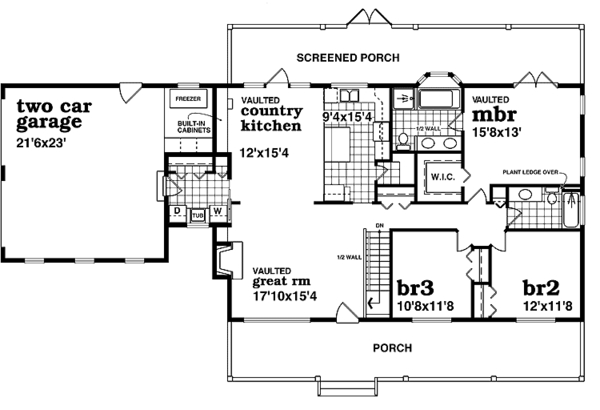 SCREENED PORCH
two car
garage
21'6x23'
FREEZER
BUILT-IN
CABINETS
VAULTED
country
kitchen
12'x15'4
9'4x15'4
1/2 WALL
VAULTED
mbr
15'8x13'
W.I.C.
PLANT LEDGE OVER
D
TUB
W
VAULTED
great rm
17'10x15'4
1/2 WALL
DN
br3
10'8x11'8
br2
12'x11'8
PORCH